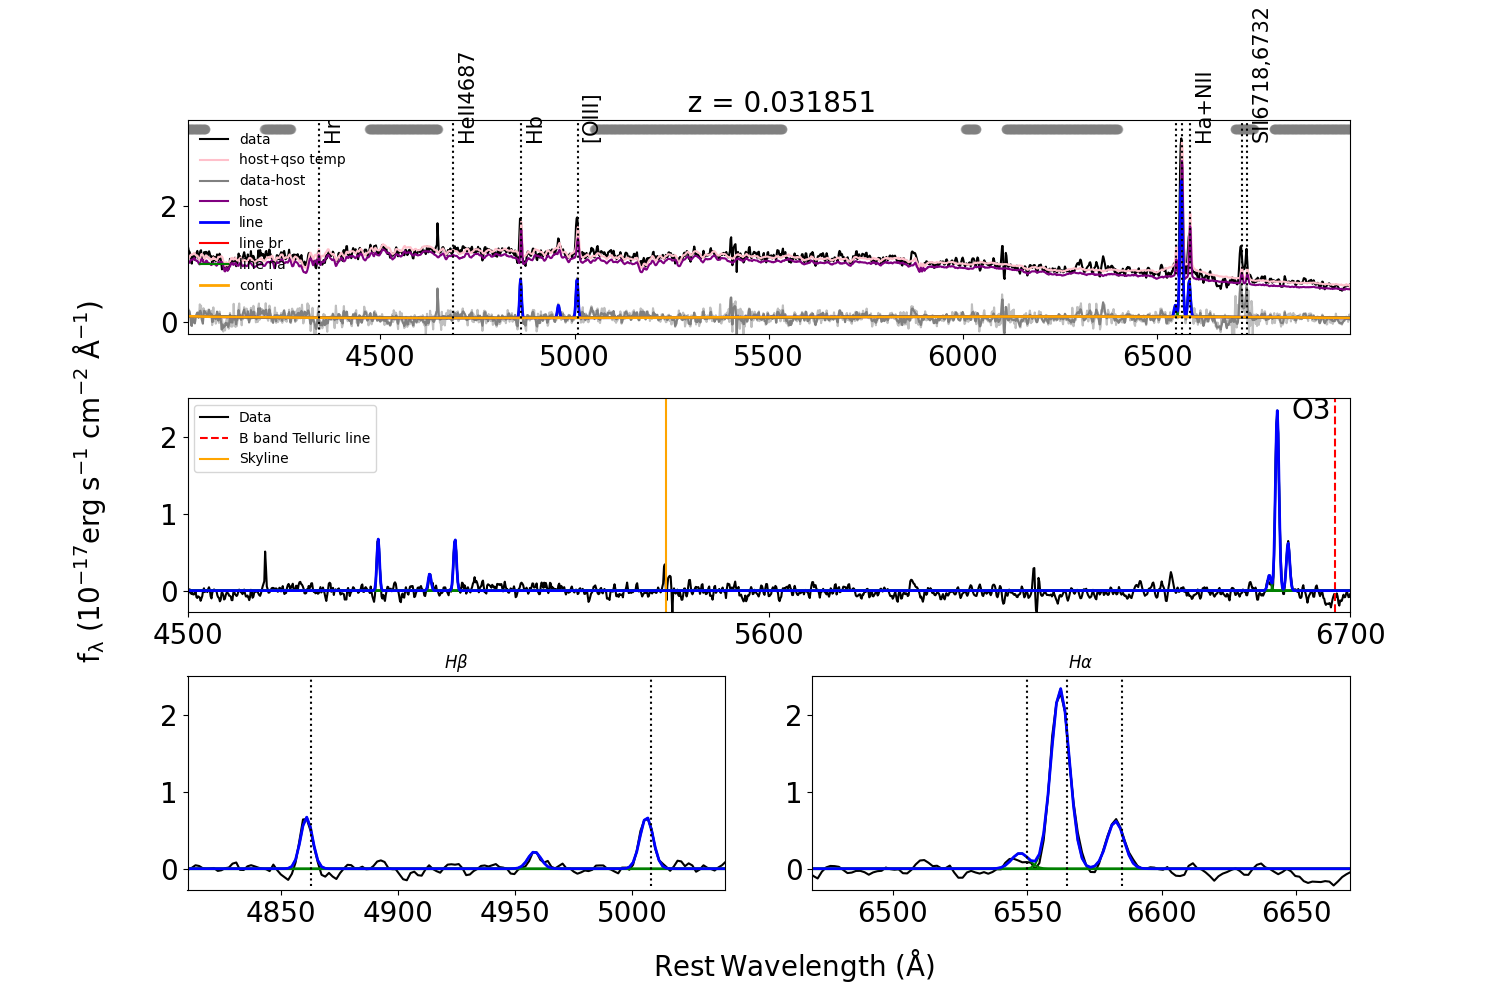 z = 0.031851
Hr
HeII4687
Hb
[OIII]
Ha+NII
SII6718,6732
data
host+qso temp
data-host
host
line
line br
line na
conti
2
0
4500
5000
5500
6000
6500
fλ (10−17erg s−1 cm−2 Å−1)
Data
B band Telluric line
Skyline
O3
2
1
0
4500
5600
6700
Hβ
2
1
0
4850
4900
4950
5000
Hα
2
1
0
6500
6550
6600
6650
Rest Wavelength (Å)